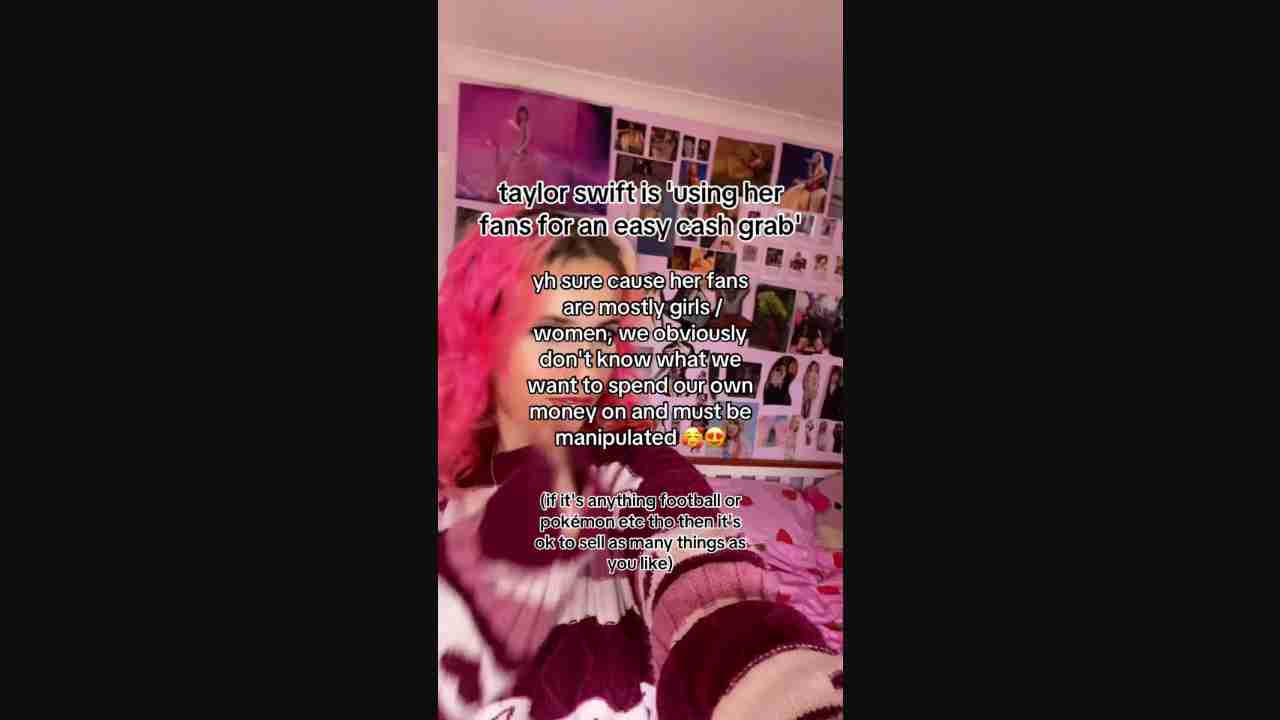 taylor swift is 'using her
fans for an easy cash grab'
yh sure cause her fans
are mostly girls /
women, we obviously
don't know what we
want to spend our own
money on and must be
manipulated 🥰😍
(if it's anything football or
pokémon etc tho then it's
ok to sell as many things as
you like)